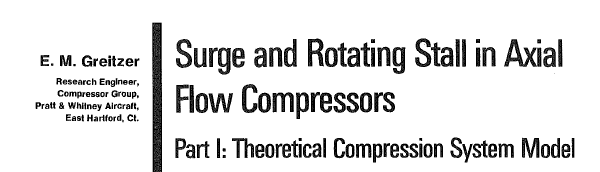 E. M. Greitzer
Research Engineer,
Compressor Group,
Pratt & Whitney Aircraft,
East Hartford, Ct.
Surge and Rotating Stall in Axial
Flow Compressors
Part I: Theoretical Compression System Model